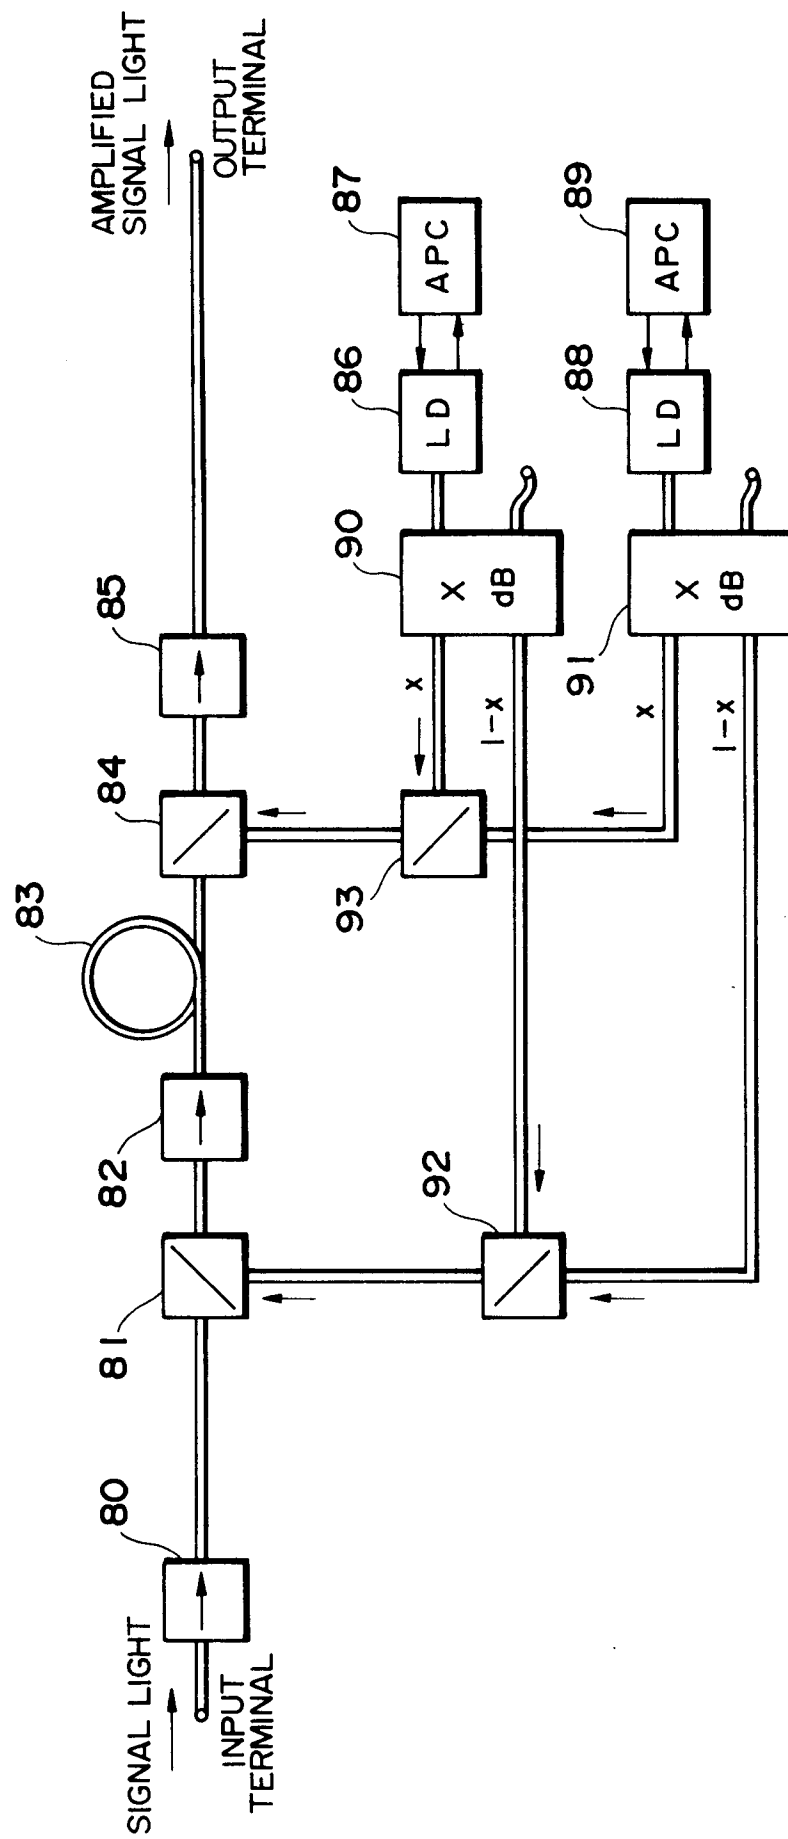 SIGNAL LIGHT
INPUT
TERMINAL
80
81
82
83
84
85
AMPLIFIED
SIGNAL LIGHT
OUTPUT
TERMINAL
92
93
x
1-x
90
X
dB
86
LD
87
APC
x
1-x
91
X
dB
88
LD
89
APC